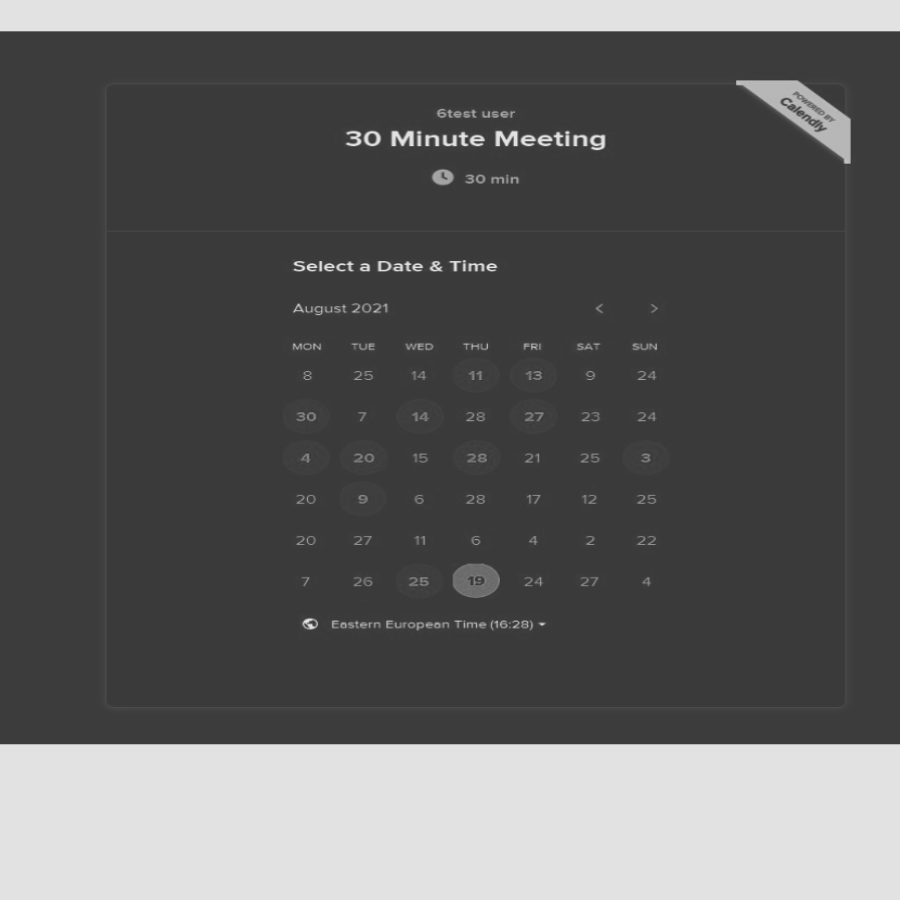 POWERED BY
Calendly
6test user
30 Minute Meeting
30 min
Select a Date & Time
August 2021 < >
MON TUE WED THU FRI SAT SUN
8 25 14 11 13 9 24
30 7 14 28 27 23 24
4 20 15 28 21 25 3
20 9 6 28 17 12 25
20 27 11 6 4 2 22
7 26 25 19 24 27 4
Eastern European Time (16:28)